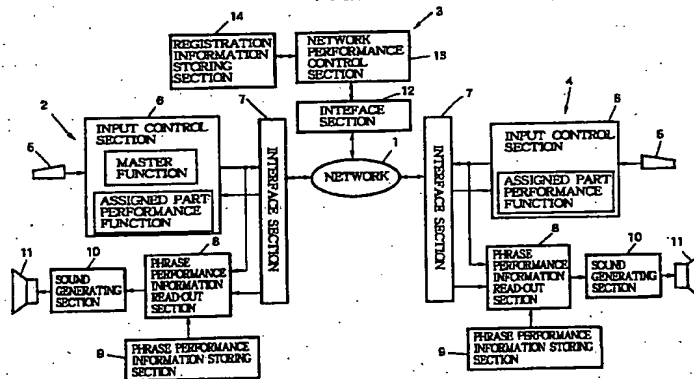 14
REGISTRATION
INFORMATION
STORING
SECTION
NETWORK
PERFORMANCE
CONTROL
SECTION
3
13
12
INTEFACE
SECTION
2
6
INPUT CONTROL
SECTION
MASTER
FUNCTION
ASSIGNED PART
PERFORMANCE
FUNCTION
5
7
INTERFACE SECTION
1
NETWORK
7
INTERFACE SECTION
4
6
INPUT CONTROL
SECTION
ASSIGNED PART
PERFORMANCE
FUNCTION
5
11
10
SOUND
GENERATING
SECTION
8
PHRASE
PERFORMANCE
INFORMATION
READ-OUT
SECTION
9
PHRASE PERFORMANCE
INFORMATION STORING
SECTION
8
PHRASE
PERFORMANCE
INFORMATION
READ-OUT
SECTION
10
SOUND
GENERATING
SECTION
11
9
PHRASE PERFORMANCE
INFORMATION STORING
SECTION